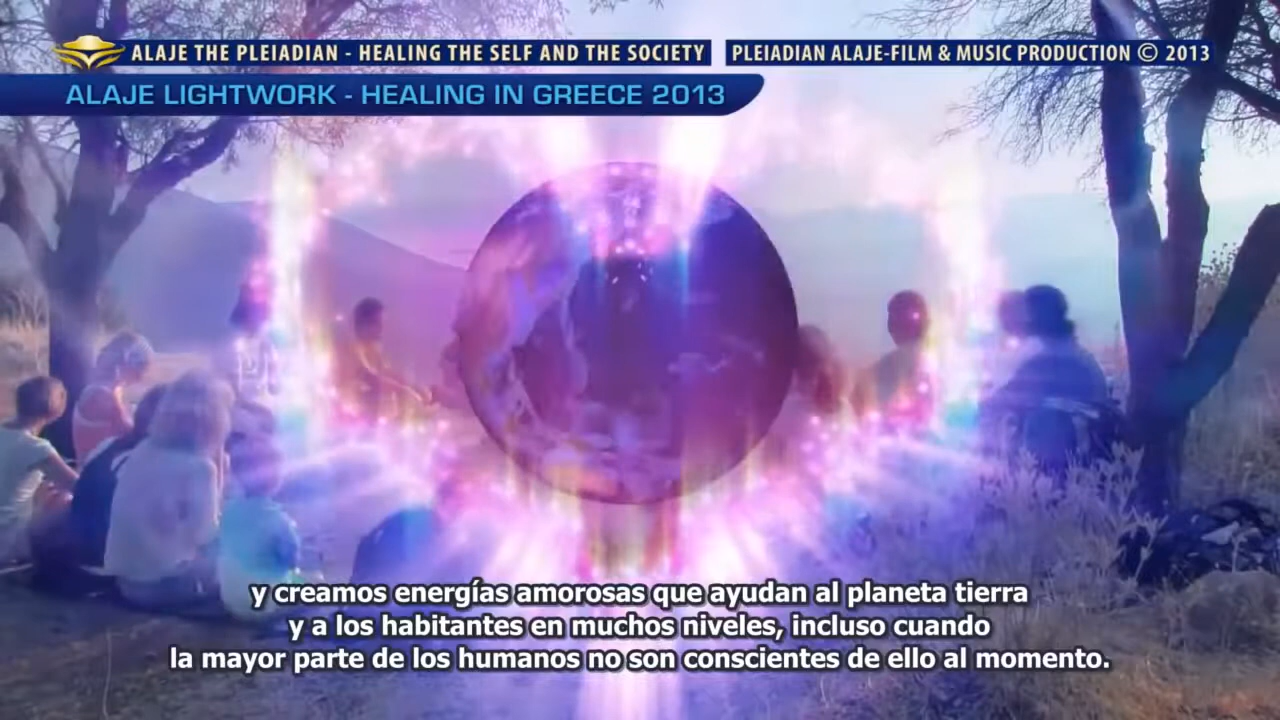 ALAJE THE PLEIADIAN - HEALING THE SELF AND THE SOCIETY
PLEIADIAN ALAJE-FILM & MUSIC PRODUCTION © 2013
ALAJE LIGHTWORK - HEALING IN GREECE 2013
y creamos energías amorosas que ayudan al planeta tierra
y a los habitantes en muchos niveles, incluso cuando
la mayor parte de los humanos no son conscientes de ello al momento.